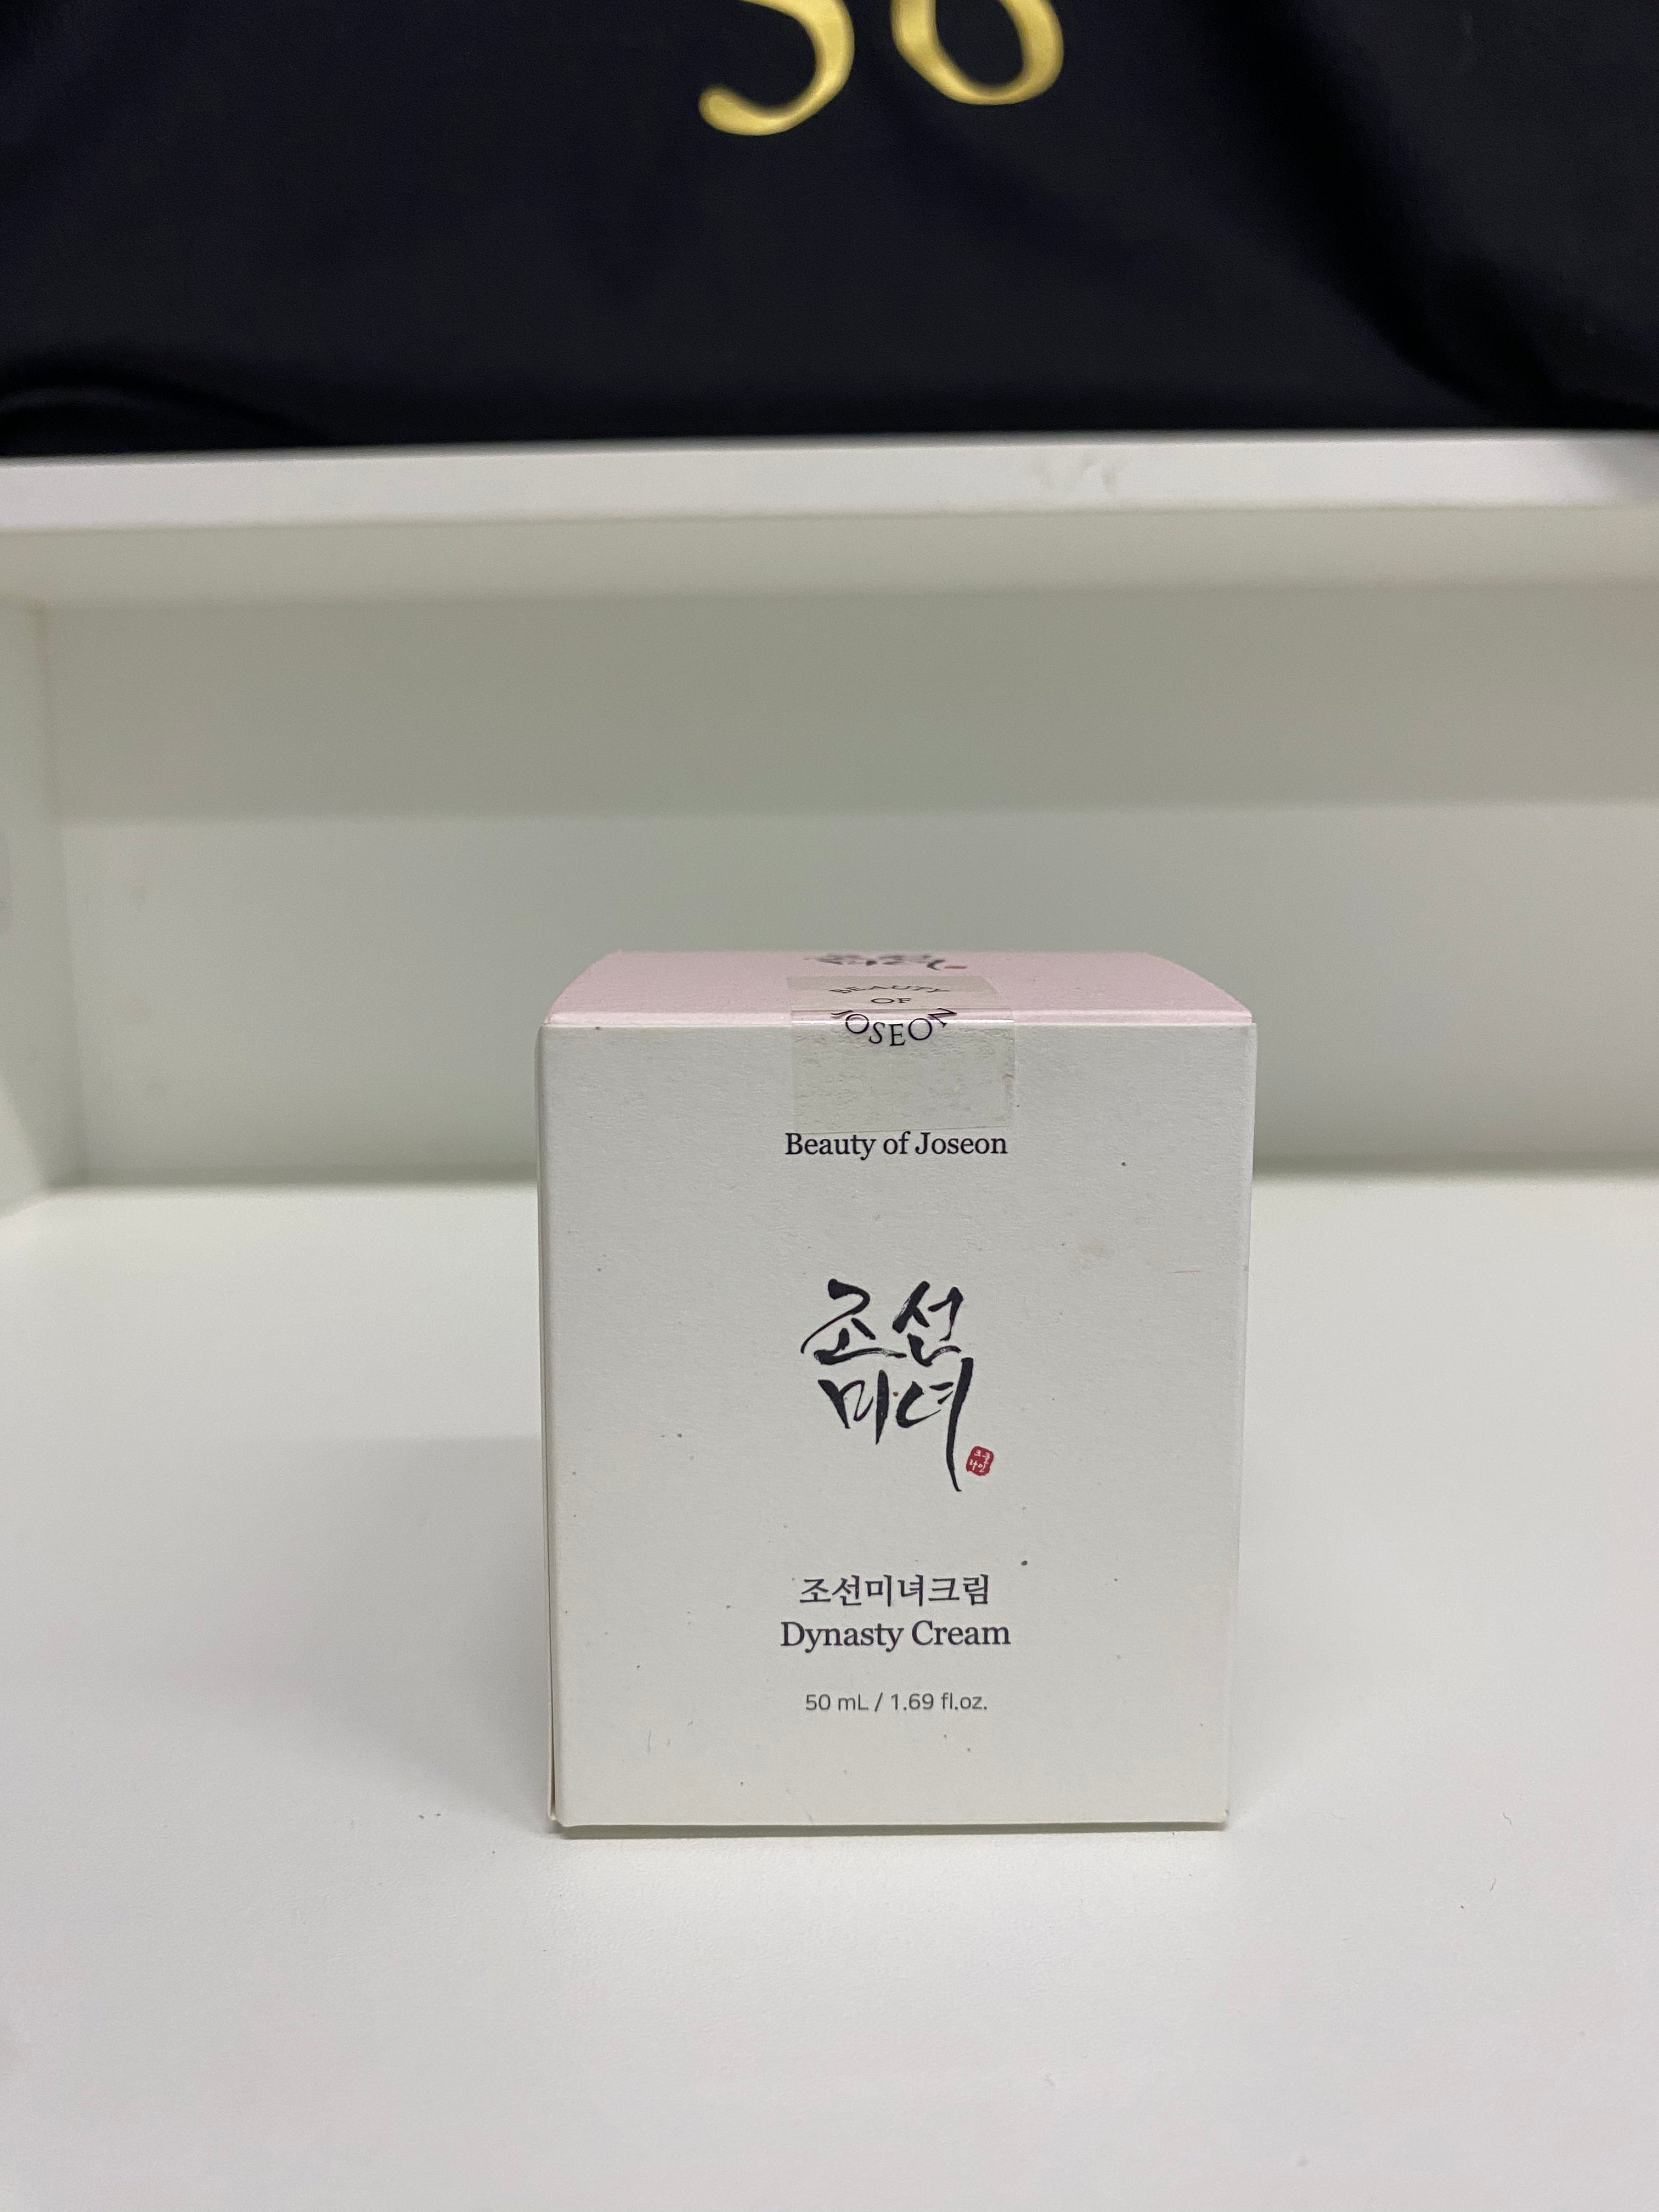 BEAUTY
OF
JOSEON
Beauty of Joseon
조선
미녀
조선미녀크림
Dynasty Cream
50 mL / 1.69 fl.oz.